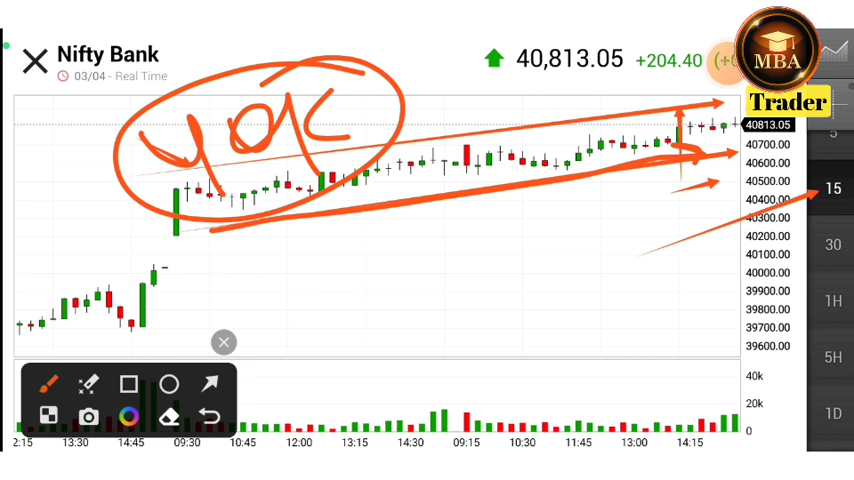 Nifty Bank
03/04 - Real Time
40,813.05 +204.40
MBA
Trader
40813.05
40700.00
40600.00
40500.00
40400.00
40300.00
40200.00
40100.00
40000.00
39900.00
39800.00
39700.00
39600.00
5
15
30
1H
5H
1D
40k
40k
20k
0
2:15 13:30 14:45 09:30 10:45 12:00 13:15 14:30 09:15 10:30 11:45 13:00 14:15